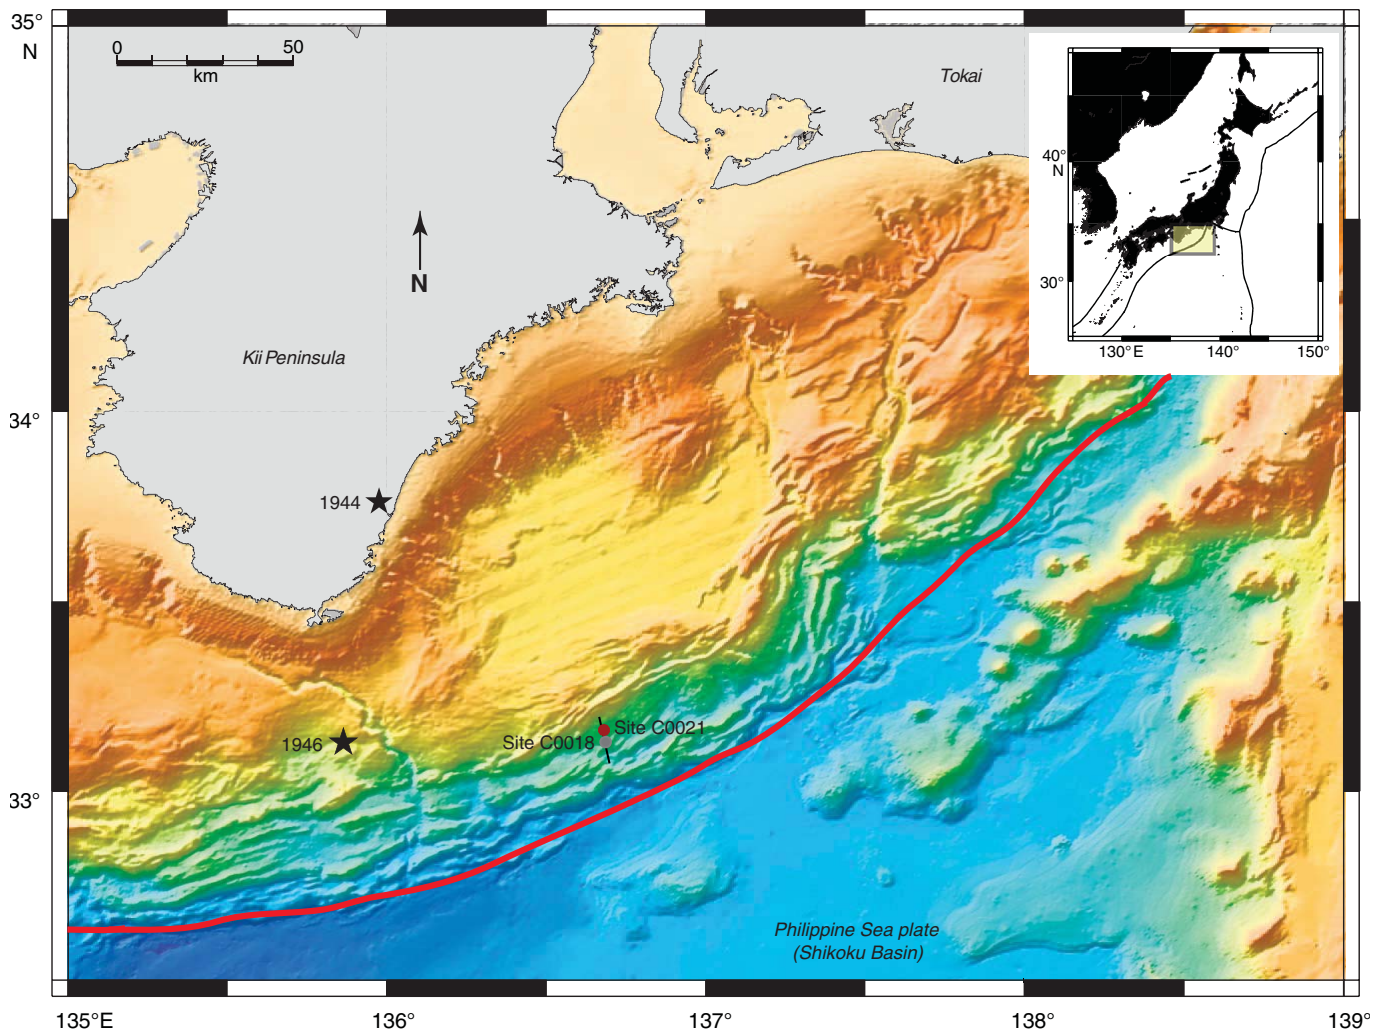 35°
N
0 50
km
Tokai
40°
N
30°
130° E 140° 150°
N
Kii Peninsula
34°
1944
Site C0021
Site C0018
1946
33°
Philippine Sea plate
(Shikoku Basin)
135°E 136° 137° 138° 139°